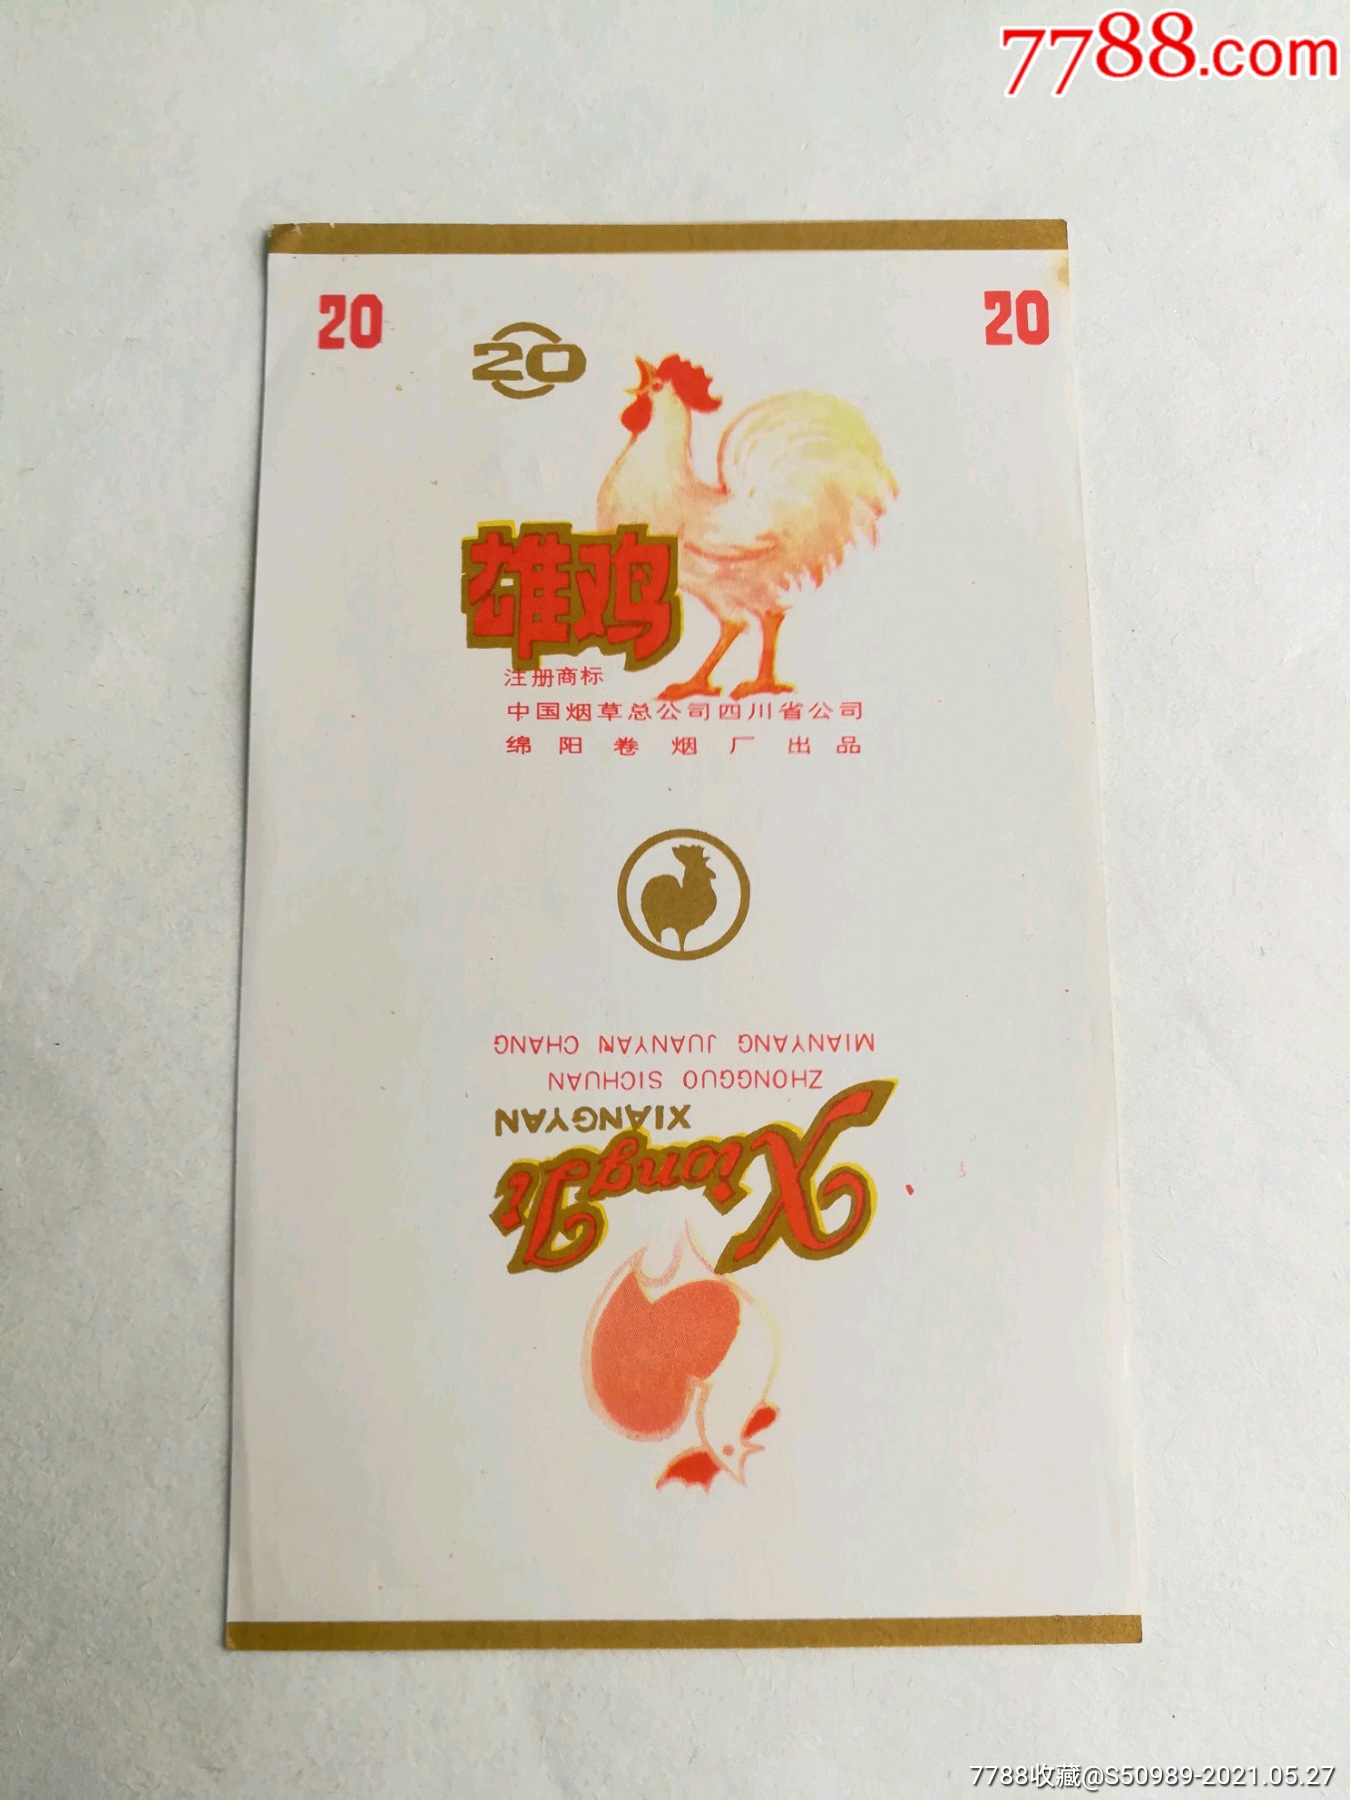 7788.com
20
20
20
雄鸡
注册商标
中国烟草总公司四川省公司
绵阳卷烟厂出品
MIANYANG JUANYAN CHANG
ZHONGGUO SICHUAN
XIANGYAN
XiongJi
7788收藏@S50989-2021.05.27